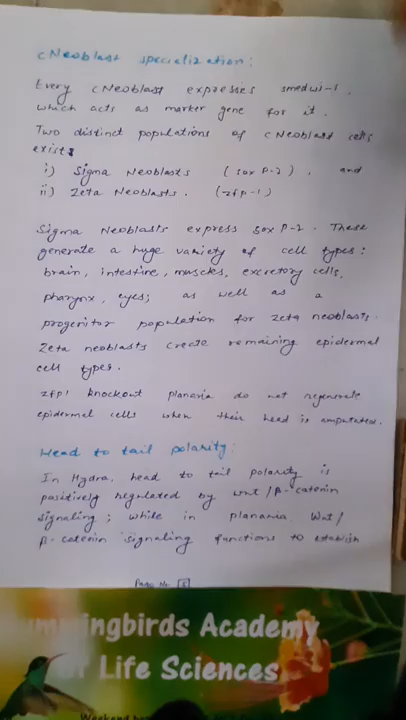 cNeoblast specialization:
Every cNeoblast expresses smedwi-1.
which acts as marker gene for it.
Two distinct populations of cNeoblast cells
exists
i) Sigma Neoblasts (sox P-2), and
ii) Zeta Neoblasts. (zfp-1)
Sigma Neoblasts express sox P-2. These
generate a huge variety of cell types:
brain, intestine, muscles, excretory cells,
pharynx, eyes; as well as a
progenitor population for zeta neoblasts.
Zeta neoblasts create remaining epidermal
cell types.
zfp1 knockout planaria do not regenerate
epidermal cells when their head is amputated.
Head to tail polarity:
In Hydra, head to tail polarity is
positively regulated by wnt/β-catenin
signaling; while in planaria Wnt/
β-catenin signaling functions to establish
Page No 5
mmingbirds Academy
of Life Sciences
Weekend